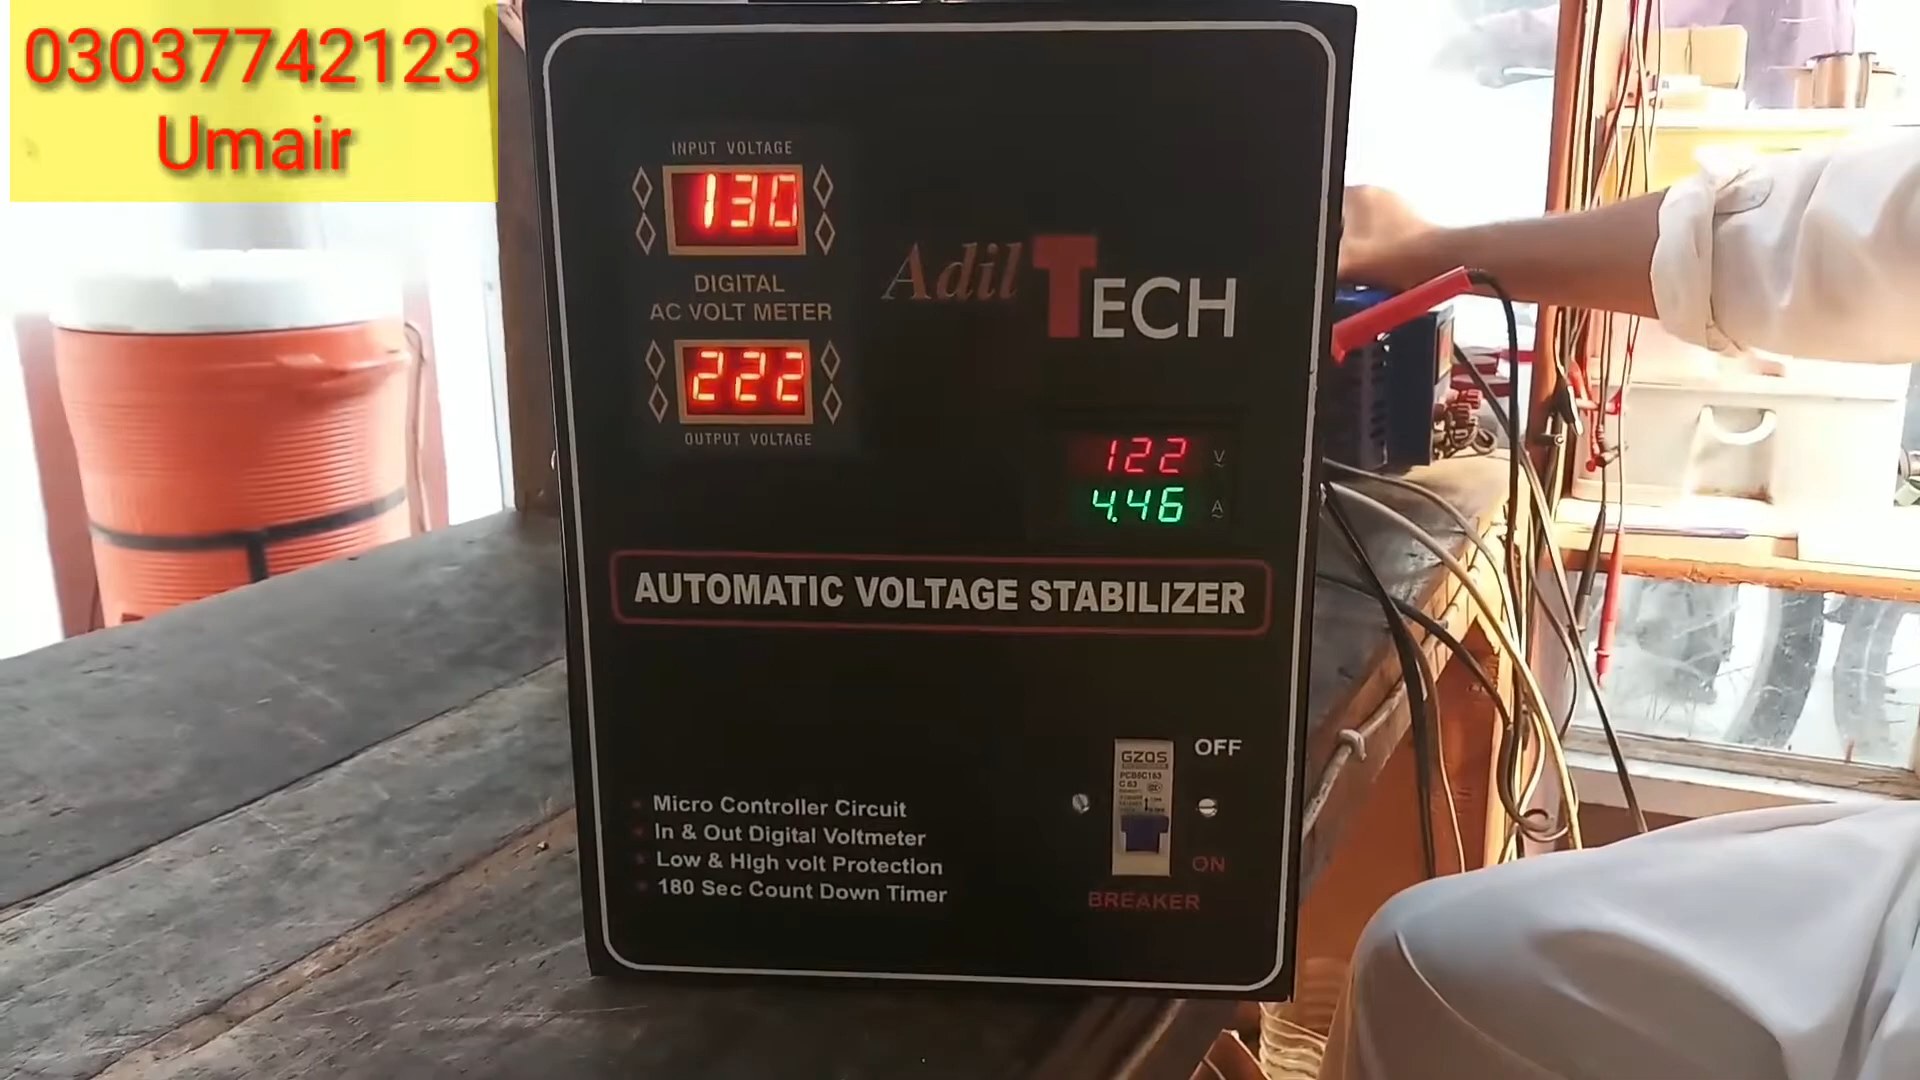 03037742123
Umair
INPUT VOLTAGE
130
DIGITAL
AC VOLT METER
222
OUTPUT VOLTAGE
Adil TECH
122 V
4.46 A
AUTOMATIC VOLTAGE STABILIZER
Micro Controller Circuit
In & Out Digital Voltmeter
Low & High volt Protection
180 Sec Count Down Timer
OFF
GZOS
C 63
ON
BREAKER